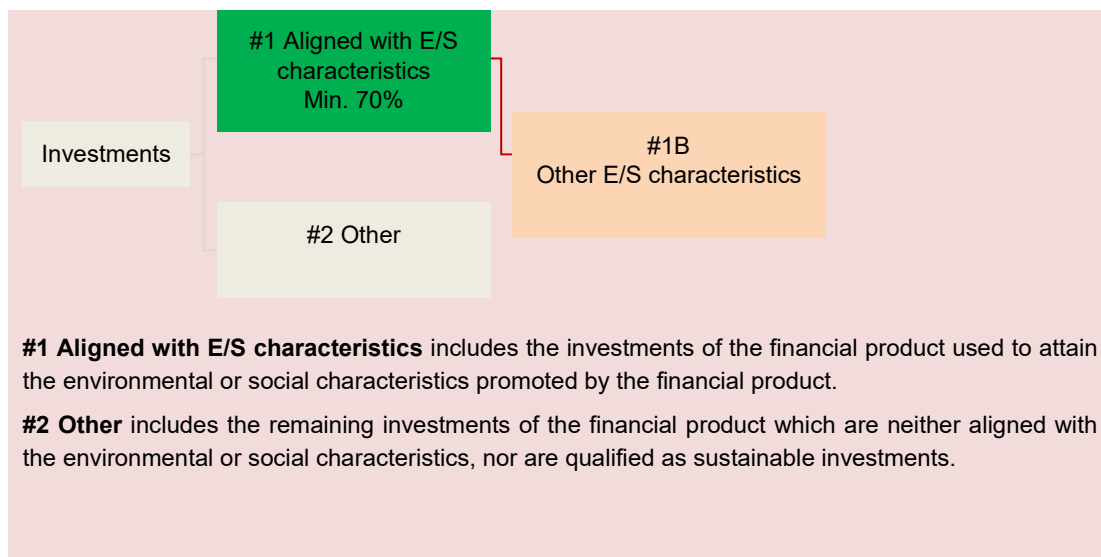 #1 Aligned with E/S
characteristics
Min. 70%
Investments
#1B
Other E/S characteristics
#2 Other
#1 Aligned with E/S characteristics includes the investments of the financial product used to attain
the environmental or social characteristics promoted by the financial product.
#2 Other includes the remaining investments of the financial product which are neither aligned with
the environmental or social characteristics, nor are qualified as sustainable investments.